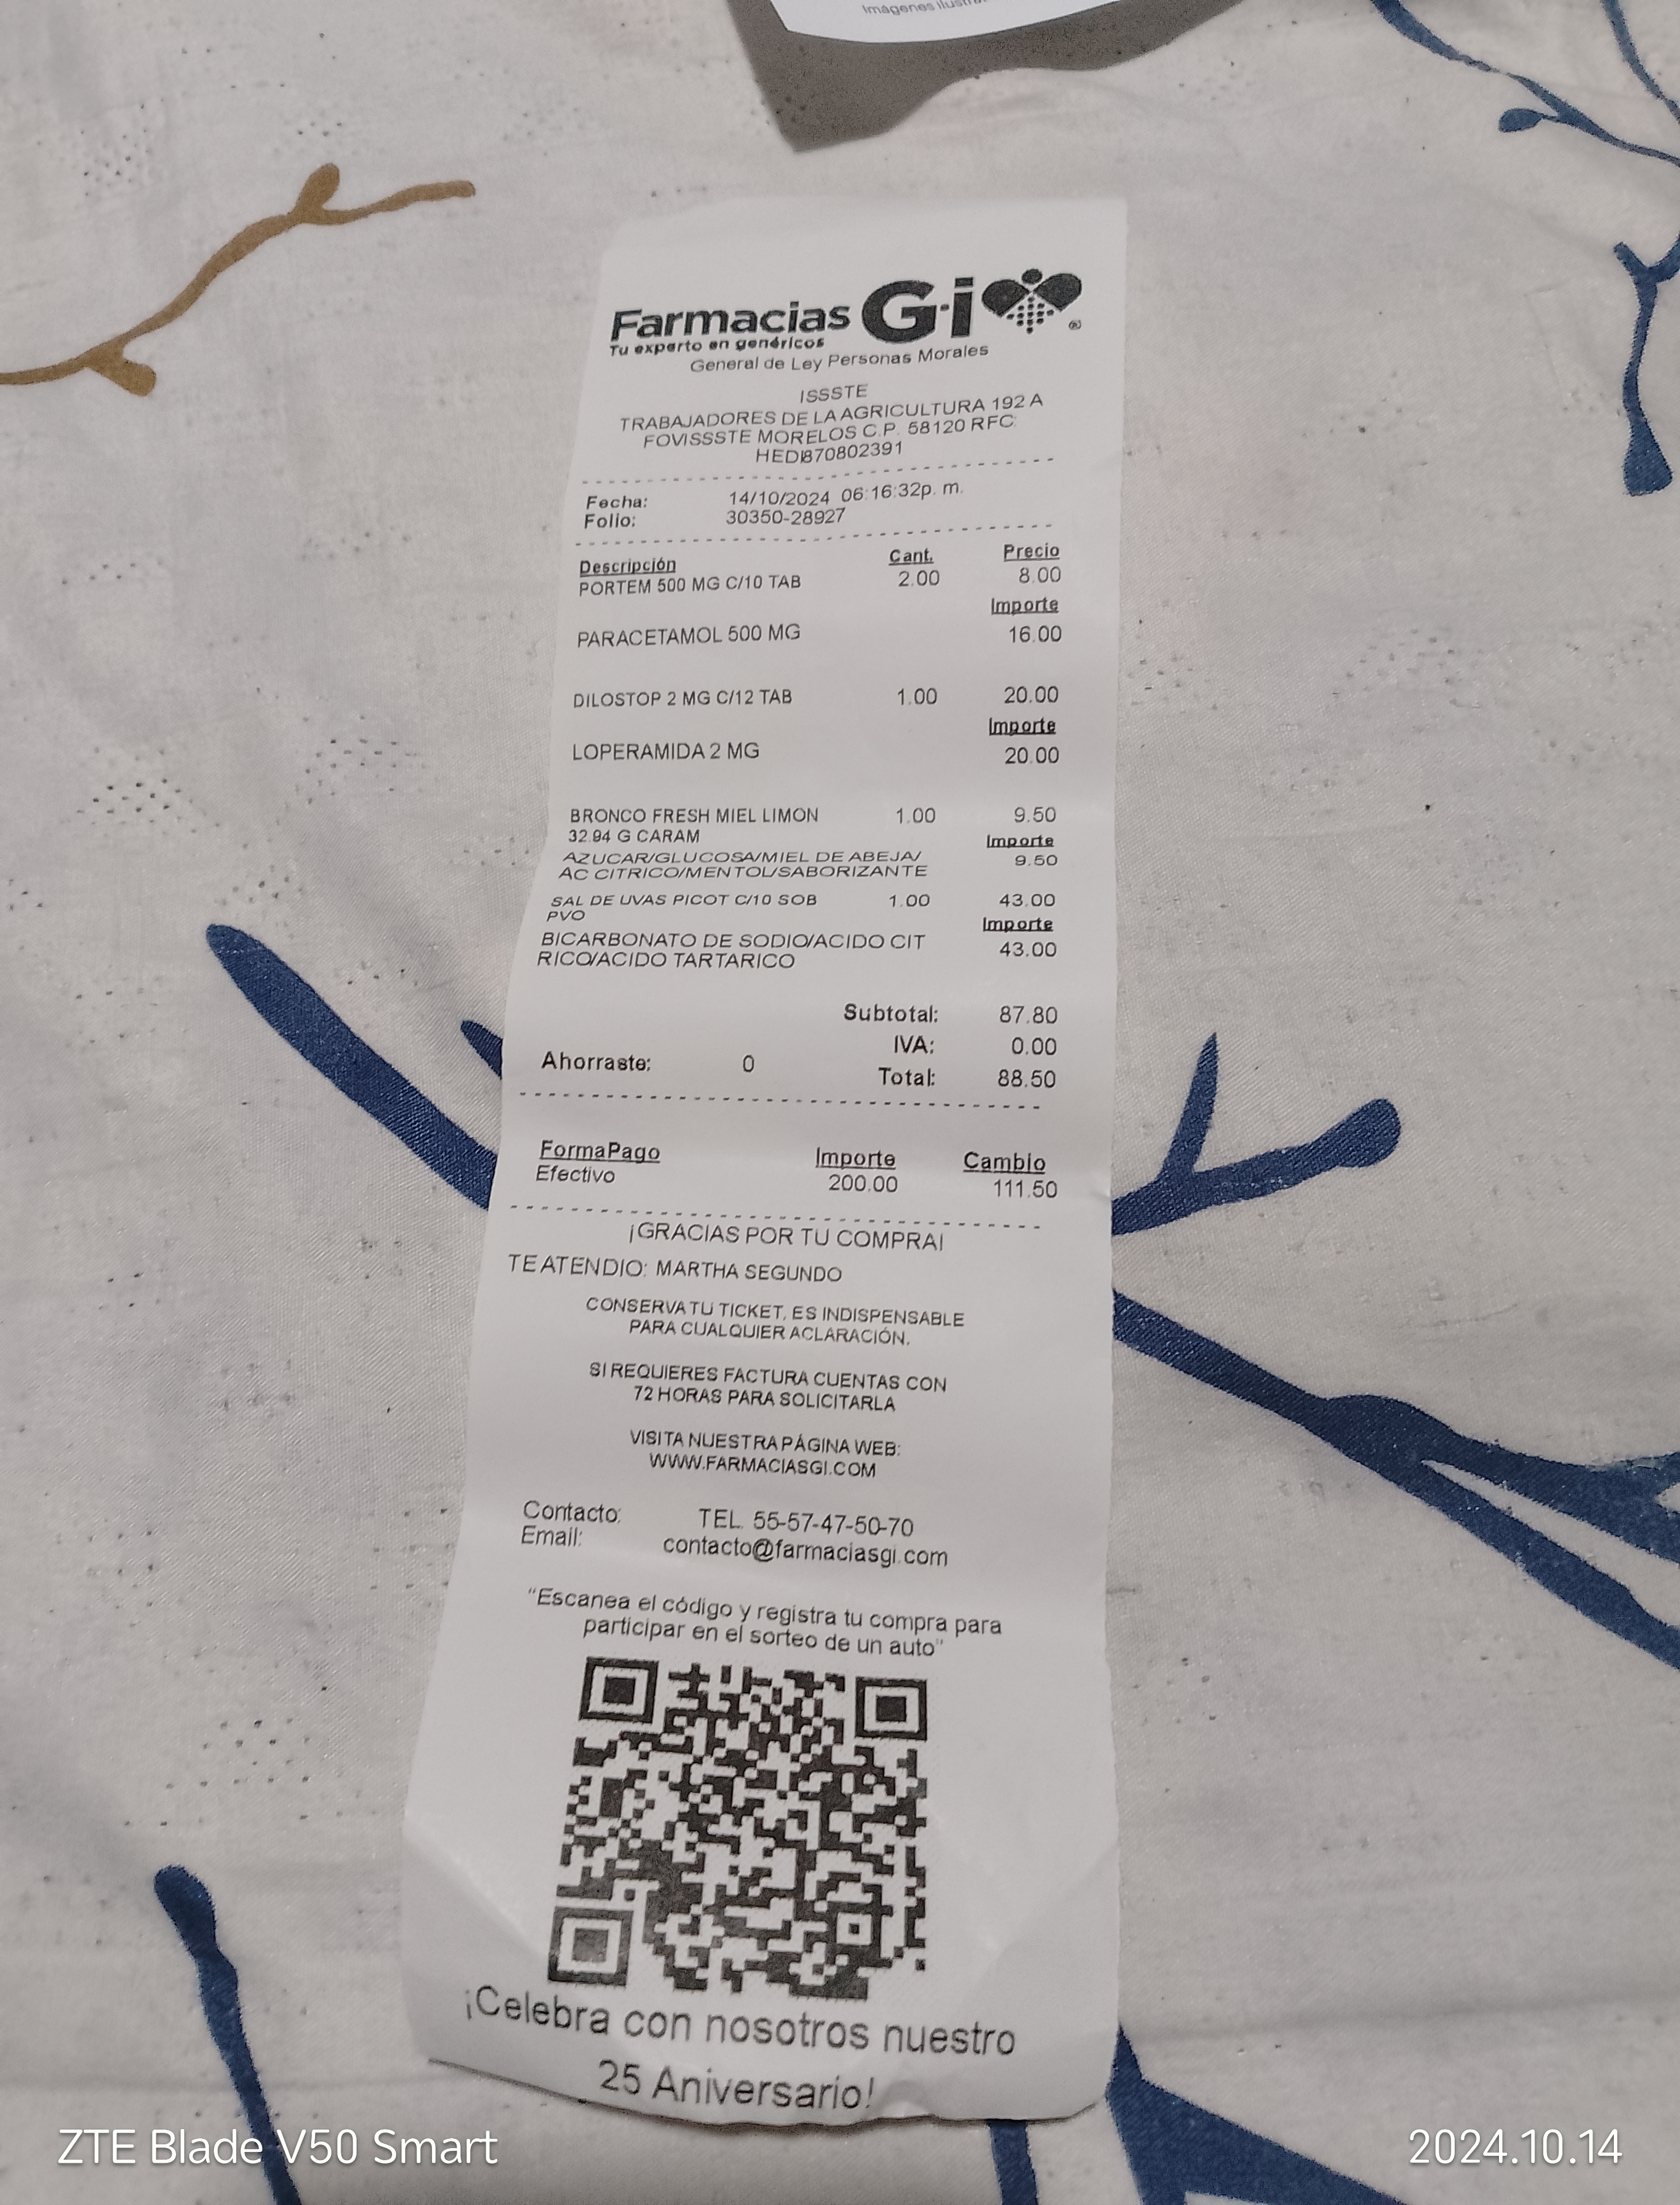 Imágenes
Farmacias G·i ®
Tu experto en genéricos
General de Ley Personas Morales
ISSSTE
TRABAJADORES DE LA AGRICULTURA 192 A
FOVISSSTE MORELOS C.P. 58120 RFC:
HEDI870802391
Fecha: 14/10/2024 06:16:32p. m.
Folio: 30350-28927
Descripción Cant. Precio
PORTEM 500 MG C/10 TAB 2.00 8.00
Importe
PARACETAMOL 500 MG 16.00
DILOSTOP 2 MG C/12 TAB 1.00 20.00
Importe
LOPERAMIDA 2 MG 20.00
BRONCO FRESH MIEL LIMON 1.00 9.50
32.94 G CARAM Importe
AZUCAR/GLUCOSA/MIEL DE ABEJA/ 9.50
AC CITRICO/MENTOL/SABORIZANTE
SAL DE UVAS PICOT C/10 SOB 1.00 43.00
PVO Importe
BICARBONATO DE SODIO/ACIDO CIT 43.00
RICO/ACIDO TARTARICO
Subtotal: 87.80
IVA: 0.00
Ahorraste: 0 Total: 88.50
FormaPago Importe Cambio
Efectivo 200.00 111.50
¡GRACIAS POR TU COMPRA!
TE ATENDIO: MARTHA SEGUNDO
CONSERVA TU TICKET, ES INDISPENSABLE
PARA CUALQUIER ACLARACIÓN.
SI REQUIERES FACTURA CUENTAS CON
72 HORAS PARA SOLICITARLA
VISITA NUESTRA PÁGINA WEB:
WWW.FARMACIASGI.COM
Contacto: TEL. 55-57-47-50-70
Email: contacto@farmaciasgi.com
"Escanea el código y registra tu compra para
participar en el sorteo de un auto"
¡Celebra con nosotros nuestro
25 Aniversario!
ZTE Blade V50 Smart 2024.10.14